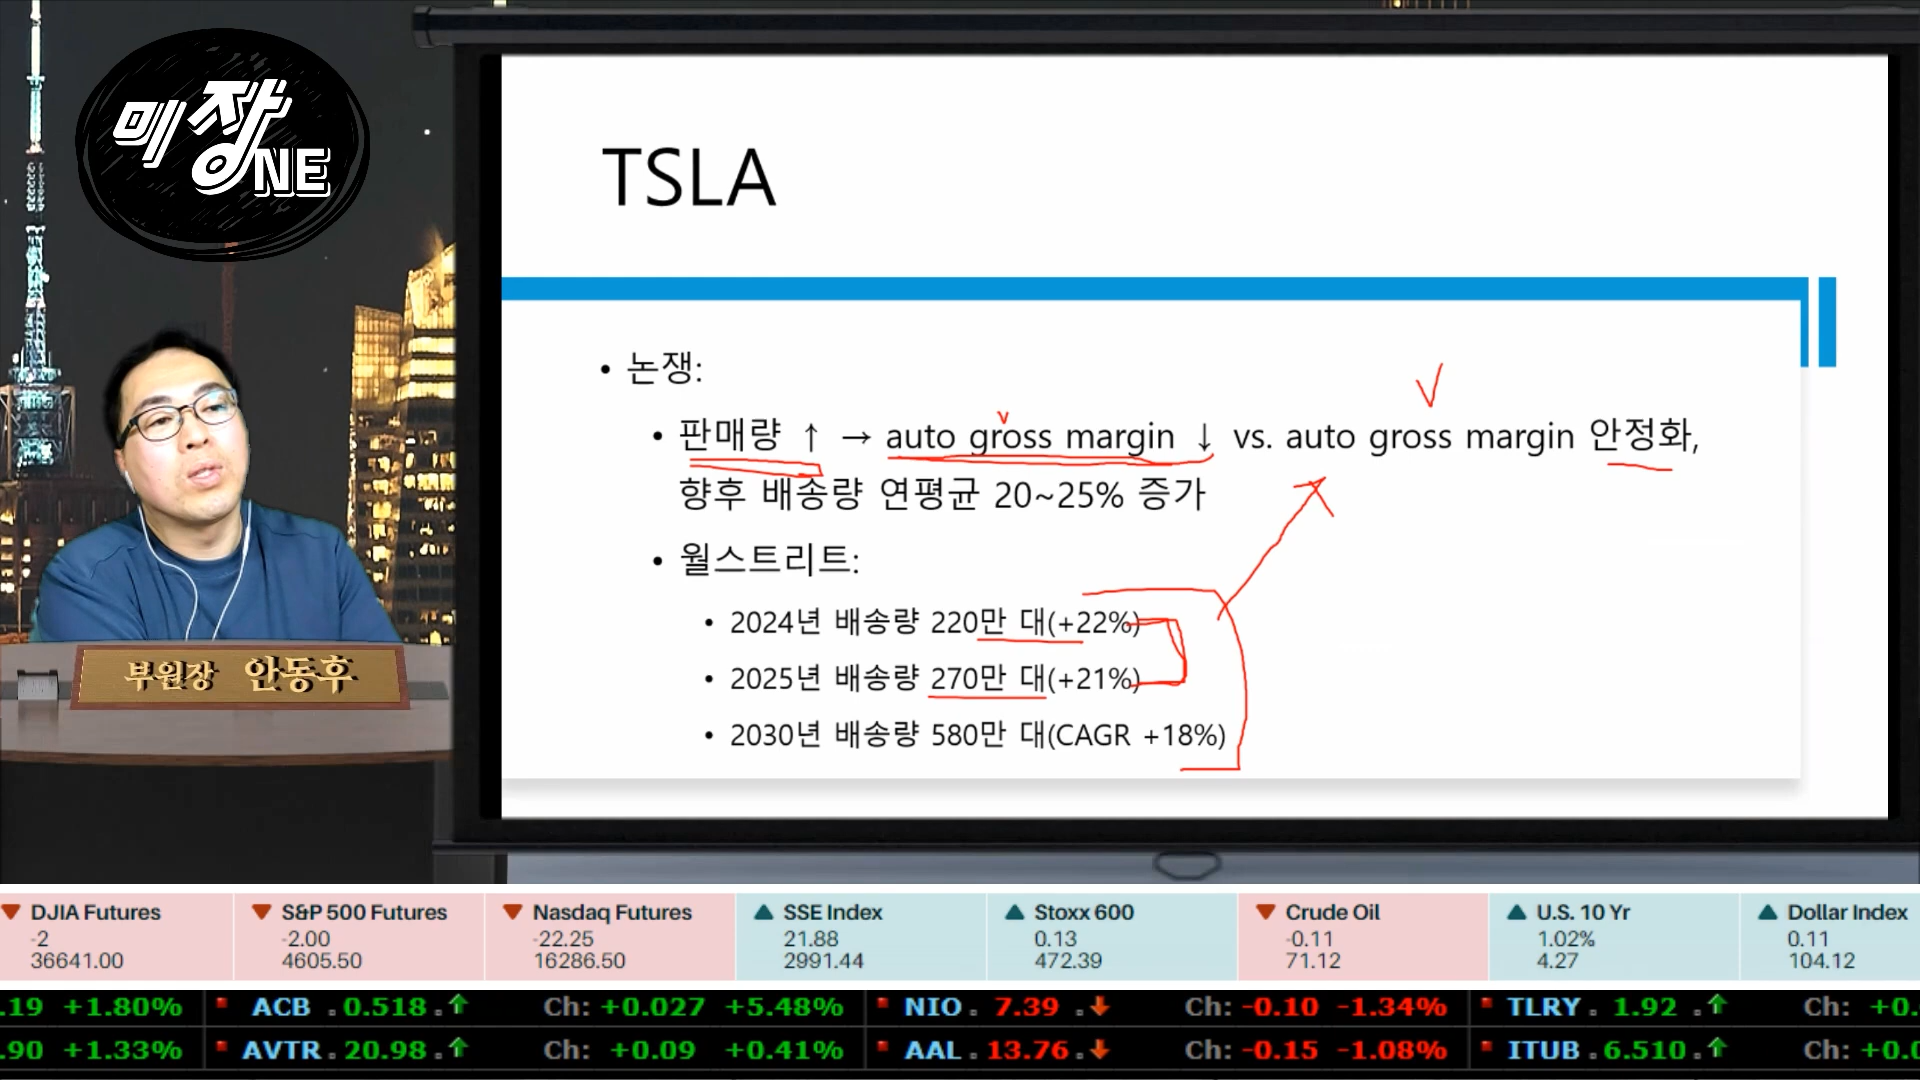 미장
NE
TSLA
• 논쟁:
• 판매량 ↑ → auto gross margin ↓ vs. auto gross margin 안정화,
향후 배송량 연평균 20~25% 증가
• 월스트리트:
• 2024년 배송량 220만 대(+22%)
• 2025년 배송량 270만 대(+21%)
• 2030년 배송량 580만 대(CAGR +18%)
부원장 안동후
▼ DJIA Futures ▼ S&P 500 Futures ▼ Nasdaq Futures ▲ SSE Index ▲ Stoxx 600 ▼ Crude Oil ▲ U.S. 10 Yr ▲ Dollar Index
-2 -2.00 -22.25 21.88 0.13 -0.11 1.02% 0.11
36641.00 4605.50 16286.50 2991.44 472.39 71.12 4.27 104.12
.19 +1.80% ACB 0.518 ↑ Ch: +0.027 +5.48% NIO 7.39 ↓ Ch: -0.10 -1.34% TLRY 1.92 ↑ Ch: +0.
.90 +1.33% AVTR 20.98 ↑ Ch: +0.09 +0.41% AAL 13.76 ↓ Ch: -0.15 -1.08% ITUB 6.510 ↑ Ch: +0.0